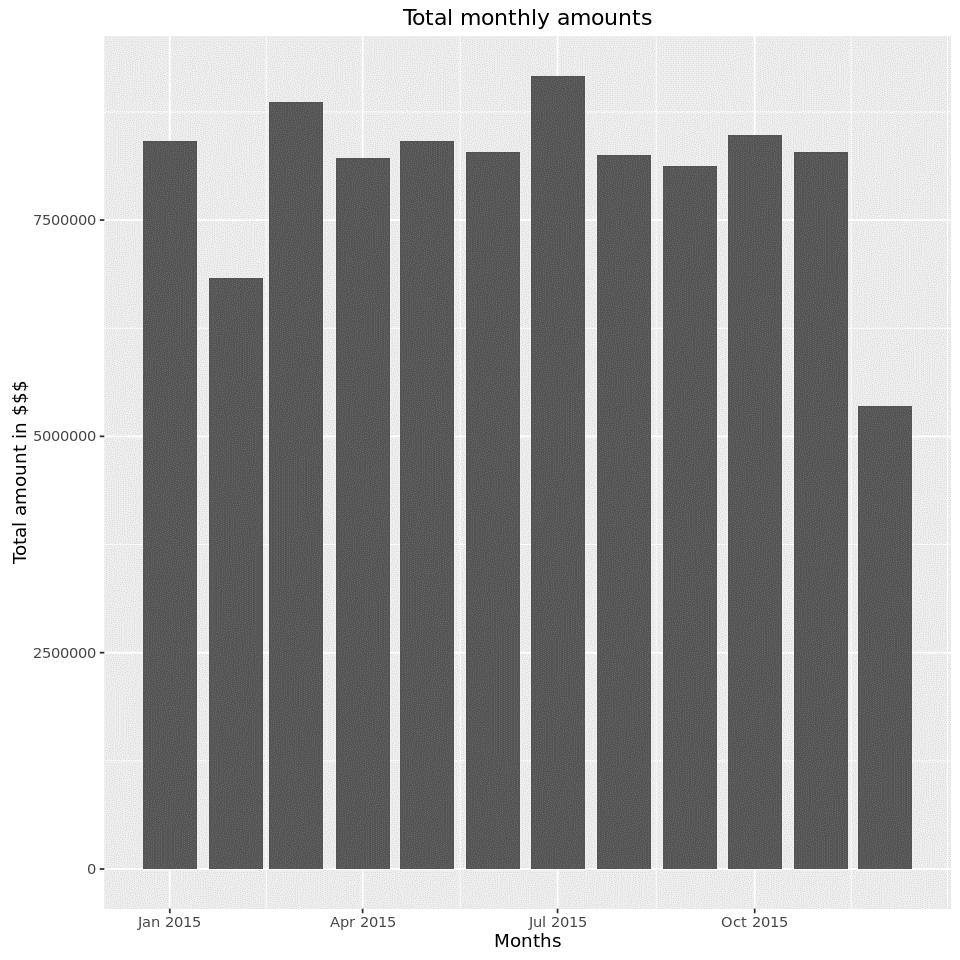 Total monthly amounts
Total amount in $$$
7500000
5000000
2500000
0
Jan 2015 Apr 2015 Jul 2015 Oct 2015
Months